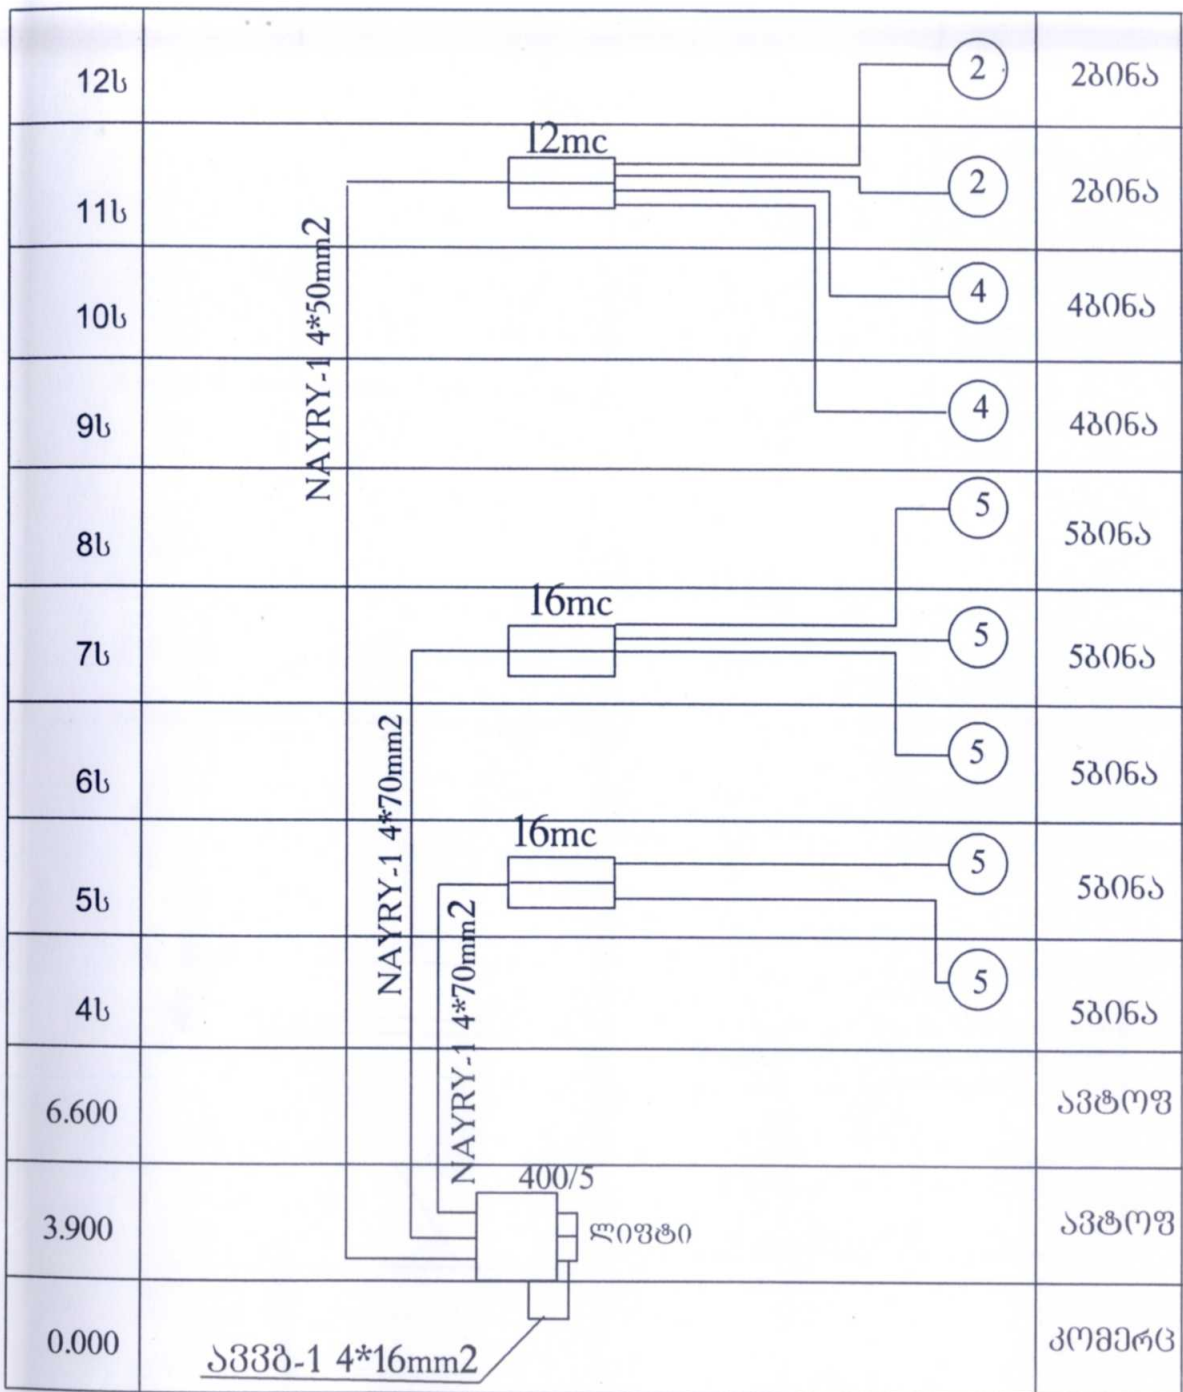 12ს
2
2ბინა
12mc
11ს
2
2ბინა
NAYRY-1 4*50mm2
10ს
4
4ბინა
9ს
4
4ბინა
8ს
5
5ბინა
16mc
7ს
5
5ბინა
NAYRY-1 4*70mm2
6ს
5
5ბინა
16mc
5ს
5
5ბინა
NAYRY-1 4*70mm2
4ს
5
5ბინა
6.600
ავტოფ
400/5
3.900
ლიფტი
ავტოფ
0.000
კომერც
ავვბ-1 4*16mm2